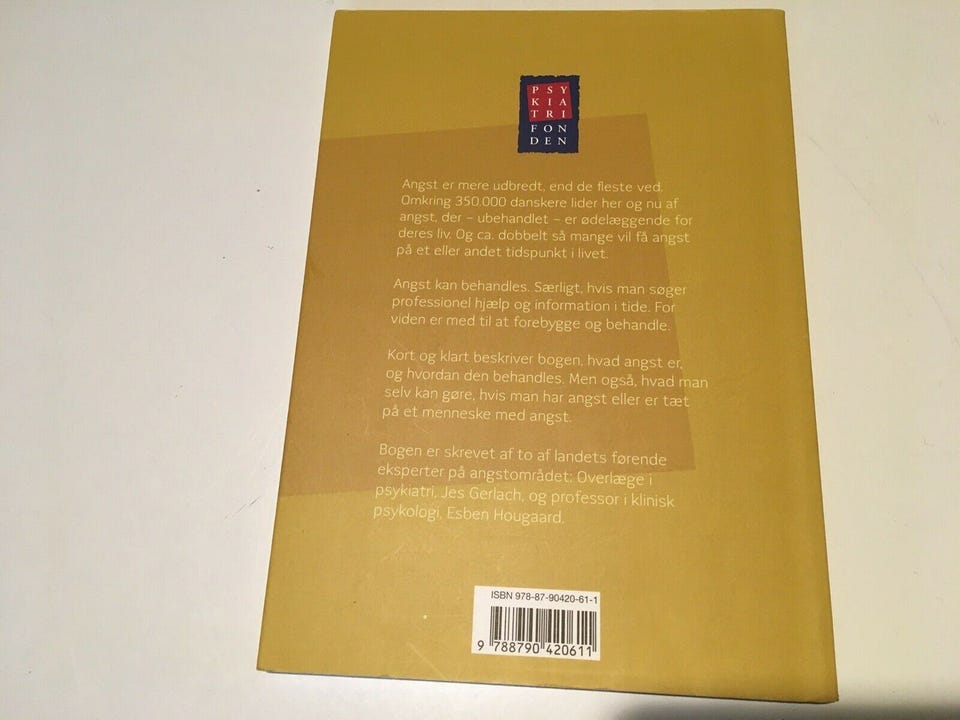 PSY
KIA
TRI
FON
DEN
Angst er mere udbredt, end de fleste ved.
Omkring 350.000 danskere lider her og nu af
angst, der – ubehandlet – er ødelæggende for
deres liv. Og ca. dobbelt så mange vil få angst
på et eller andet tidspunkt i livet.
Angst kan behandles. Særligt, hvis man søger
professionel hjælp og information i tide. For
viden er med til at forebygge og behandle.
Kort og klart beskriver bogen, hvad angst er,
og hvordan den behandles. Men også, hvad man
selv kan gøre, hvis man har angst eller er tæt
på et menneske med angst.
Bogen er skrevet af to af landets førende
eksperter på angstområdet: Overlæge i
psykiatri, Jes Gerlach, og professor i klinisk
psykologi, Esben Hougaard.
ISBN 978-87-90420-61-1
9 788790 420611